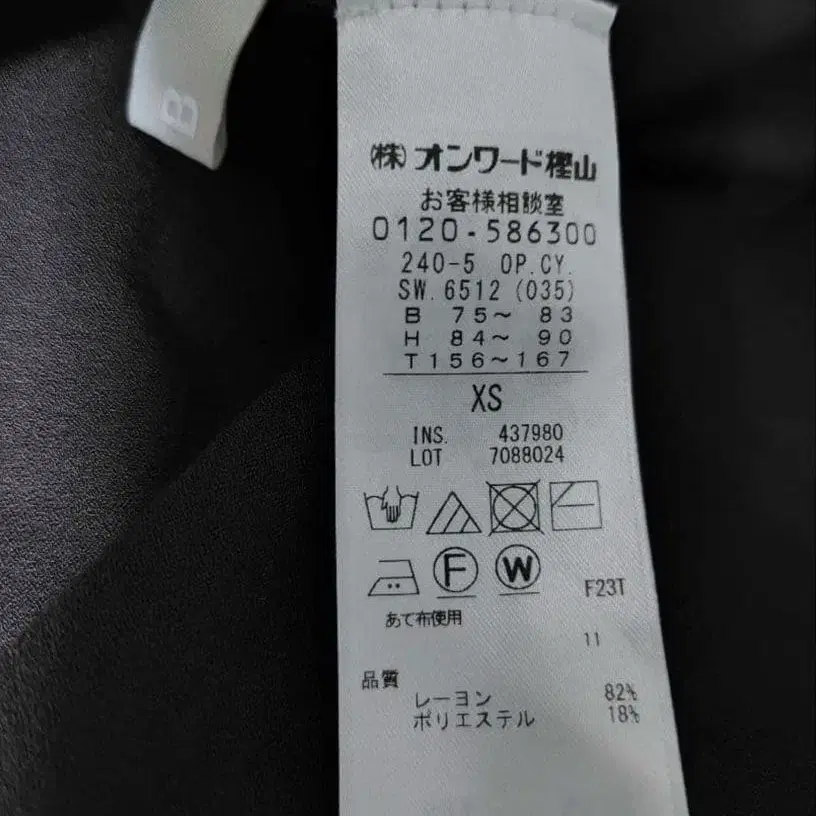 B
(株)オンワード樫山
お客様相談室
0120-586300
240-5 OP.CY.
SW.6512(035)
B 75〜 83
H 84〜 90
T156〜167
XS
INS. 437980
LOT 7088024
F W
F23T
あて布使用
11
品質
レーヨン 82%
ポリエステル 18%